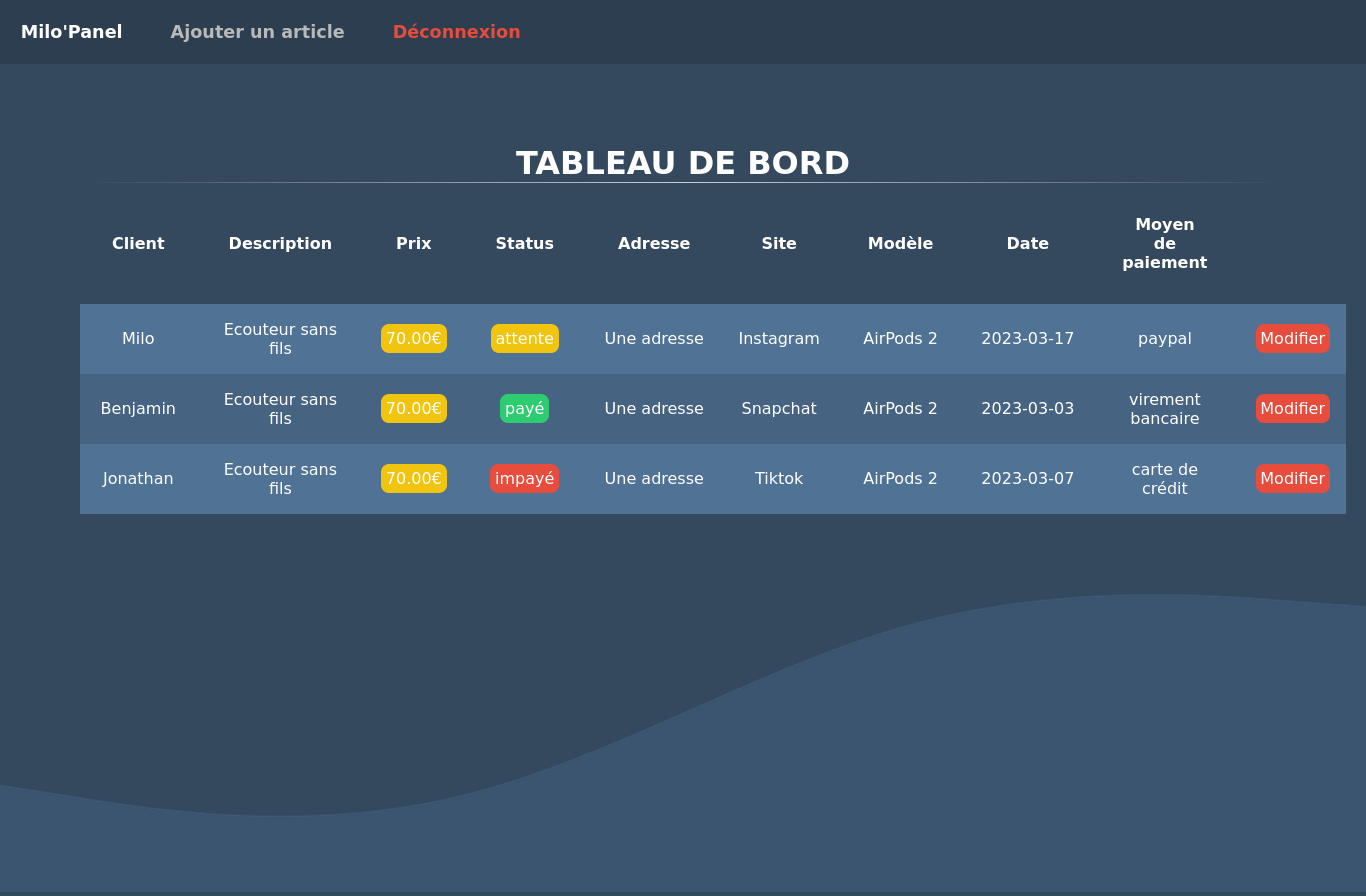 Milo'Panel Ajouter un article Déconnexion
TABLEAU DE BORD
Client Description Prix Status Adresse Site Modèle Date Moyen de paiement
Milo Ecouteur sans fils 70.00€ attente Une adresse Instagram AirPods 2 2023-03-17 paypal Modifier
Benjamin Ecouteur sans fils 70.00€ payé Une adresse Snapchat AirPods 2 2023-03-03 virement bancaire Modifier
Jonathan Ecouteur sans fils 70.00€ impayé Une adresse Tiktok AirPods 2 2023-03-07 carte de crédit Modifier